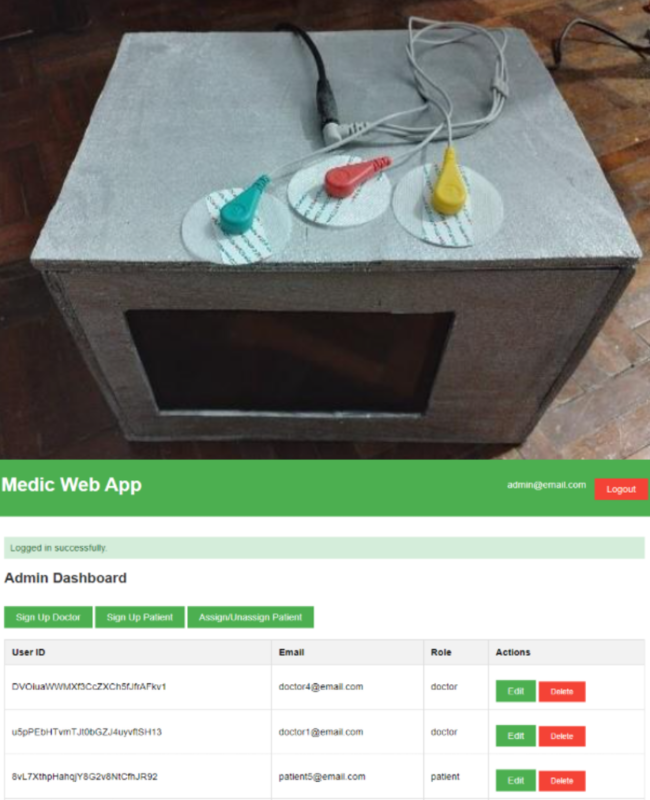 Medic Web App
admin@email.com
Logout
Logged in successfully.
Admin Dashboard
Sign Up Doctor Sign Up Patient Assign/Unassign Patient
User ID Email Role Actions
doctor4@email.com doctor Edit Delete
doctor1@email.com doctor Edit Delete
8vL7XthpHahqjY8G2v8NtCfhJR92 patient5@email.com patient Edit Delete